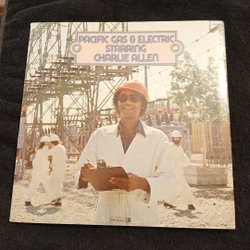 PACIFIC GAS & ELECTRIC
STARRING
CHARLIE ALLEN